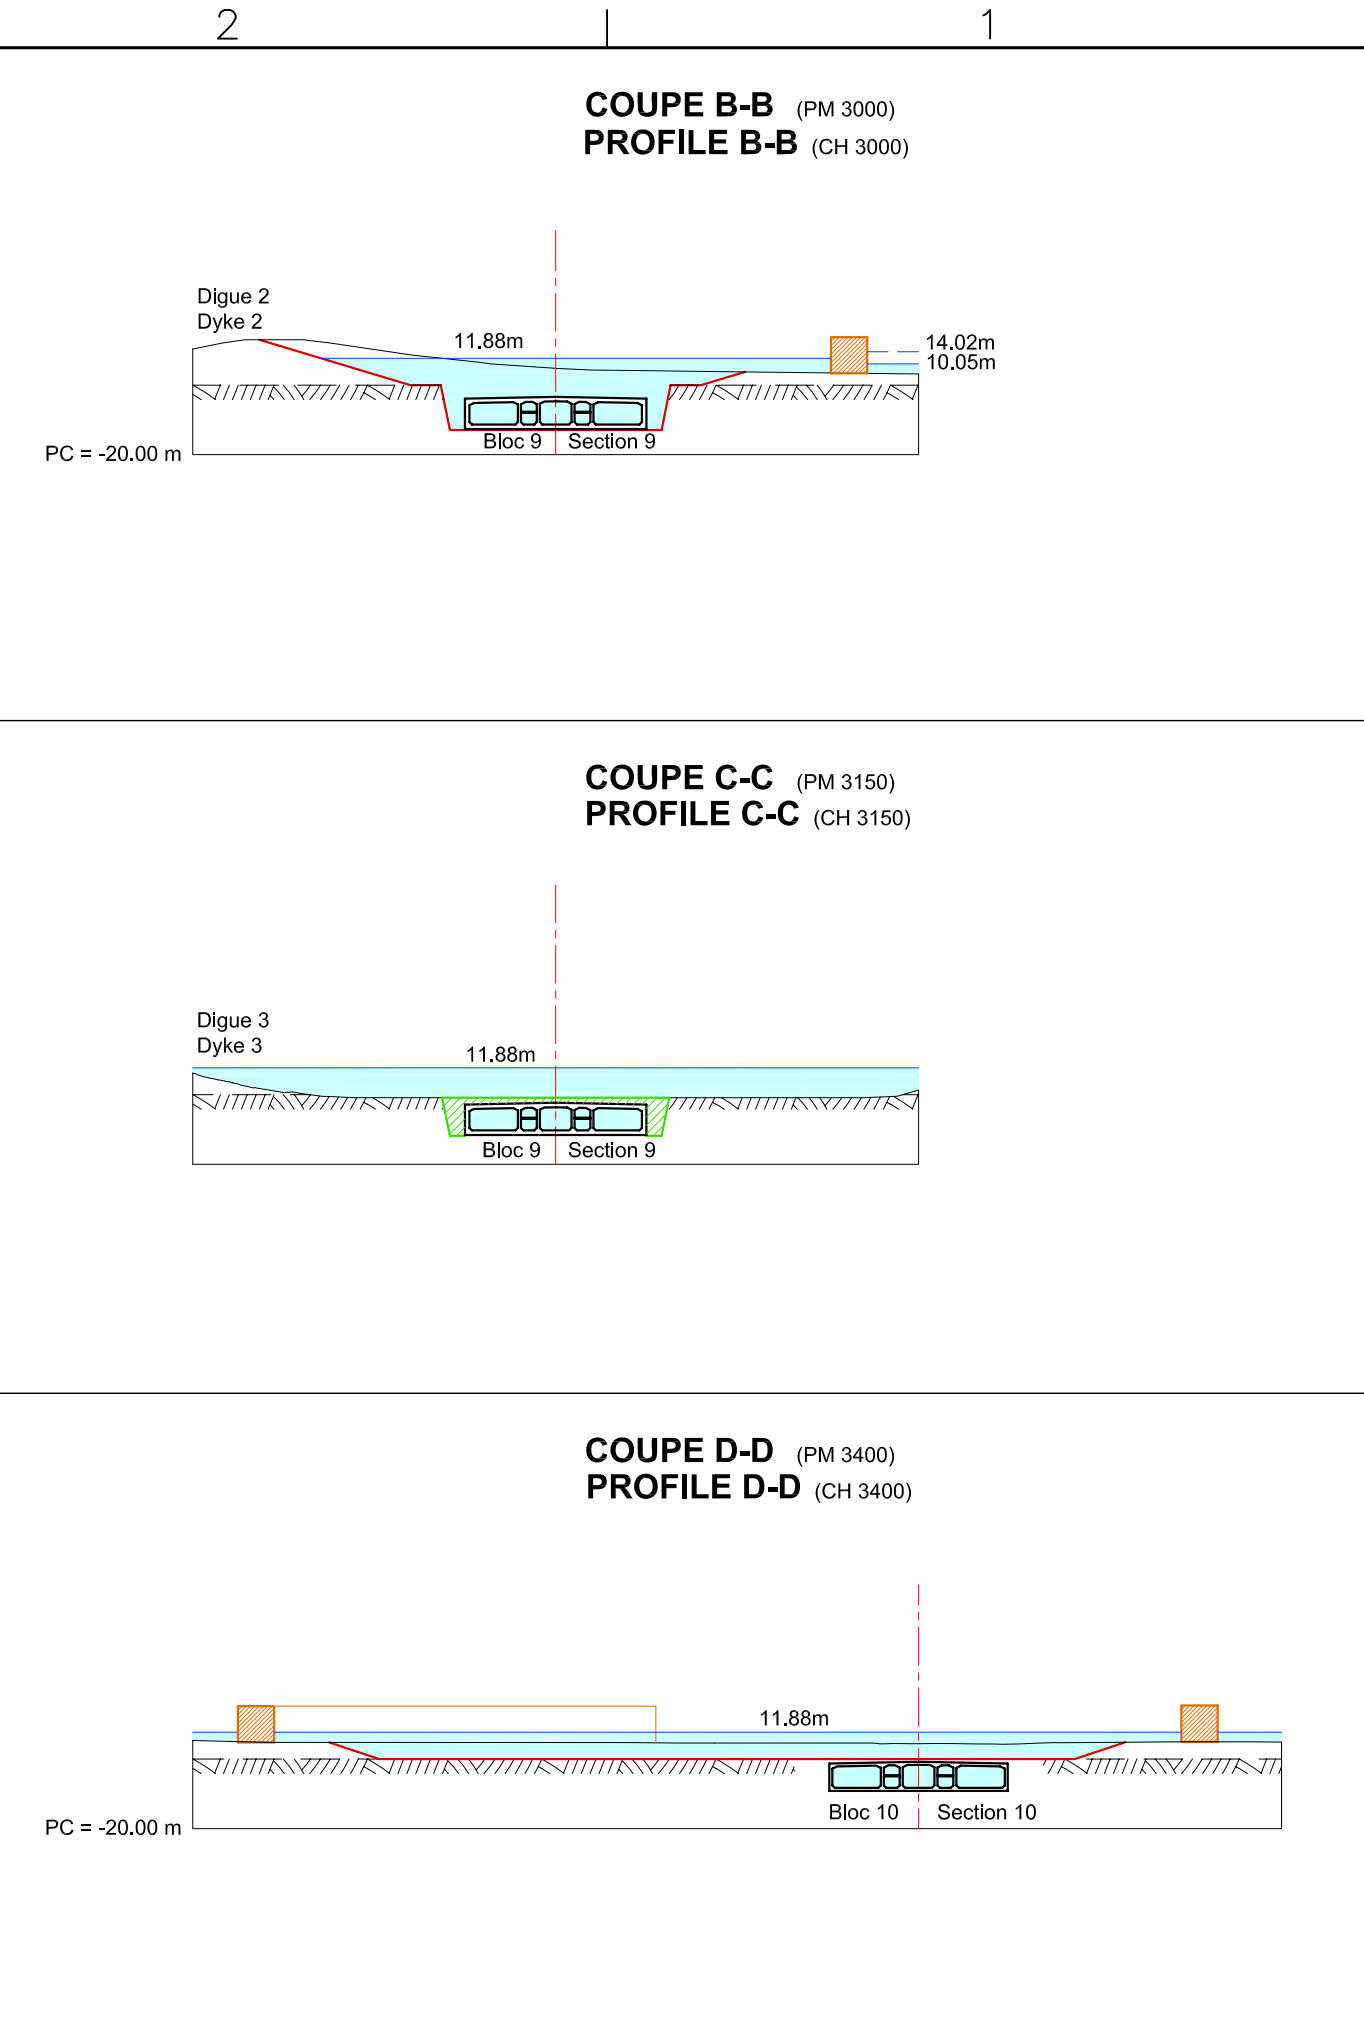 2
1
COUPE B-B (PM 3000)
PROFILE B-B (CH 3000)
Digue 2
Dyke 2
11.88m
14.02m
10.05m
Bloc 9 Section 9
PC = -20.00 m
COUPE C-C (PM 3150)
PROFILE C-C (CH 3150)
Digue 3
Dyke 3
11.88m
Bloc 9 Section 9
COUPE D-D (PM 3400)
PROFILE D-D (CH 3400)
11.88m
Bloc 10 Section 10
PC = -20.00 m